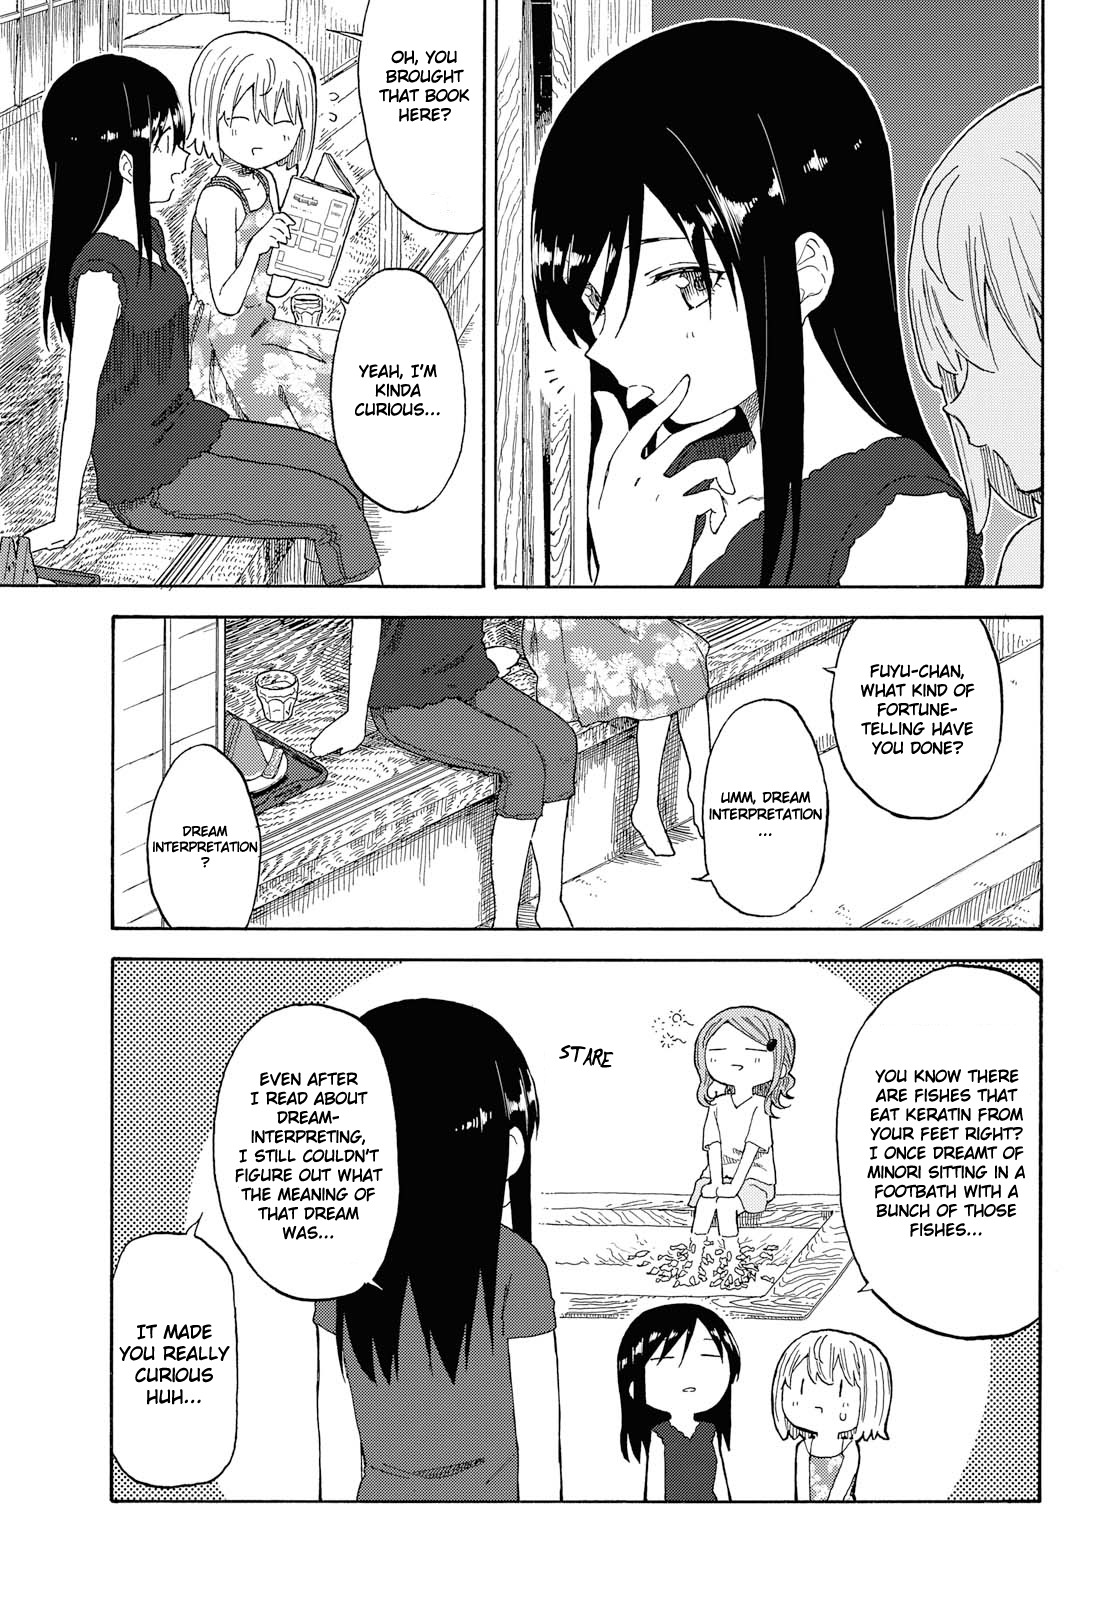 OH, YOU
BROUGHT
THAT BOOK
HERE?
YEAH, I'M
KINDA
CURIOUS...
FUYU-CHAN,
WHAT KIND OF
FORTUNE-
TELLING HAVE
YOU DONE?
UMM, DREAM
INTERPRETATION
...
DREAM
INTERPRETATION
?
YOU KNOW THERE
ARE FISHES THAT
EAT KERATIN FROM
YOUR FEET RIGHT?
I ONCE DREAMT OF
MINORI SITTING IN A
FOOTBATH WITH A
BUNCH OF THOSE
FISHES...
STARE
EVEN AFTER
I READ ABOUT
DREAM-
INTERPRETING,
I STILL COULDN'T
FIGURE OUT WHAT
THE MEANING OF
THAT DREAM
WAS...
IT MADE
YOU REALLY
CURIOUS
HUH...